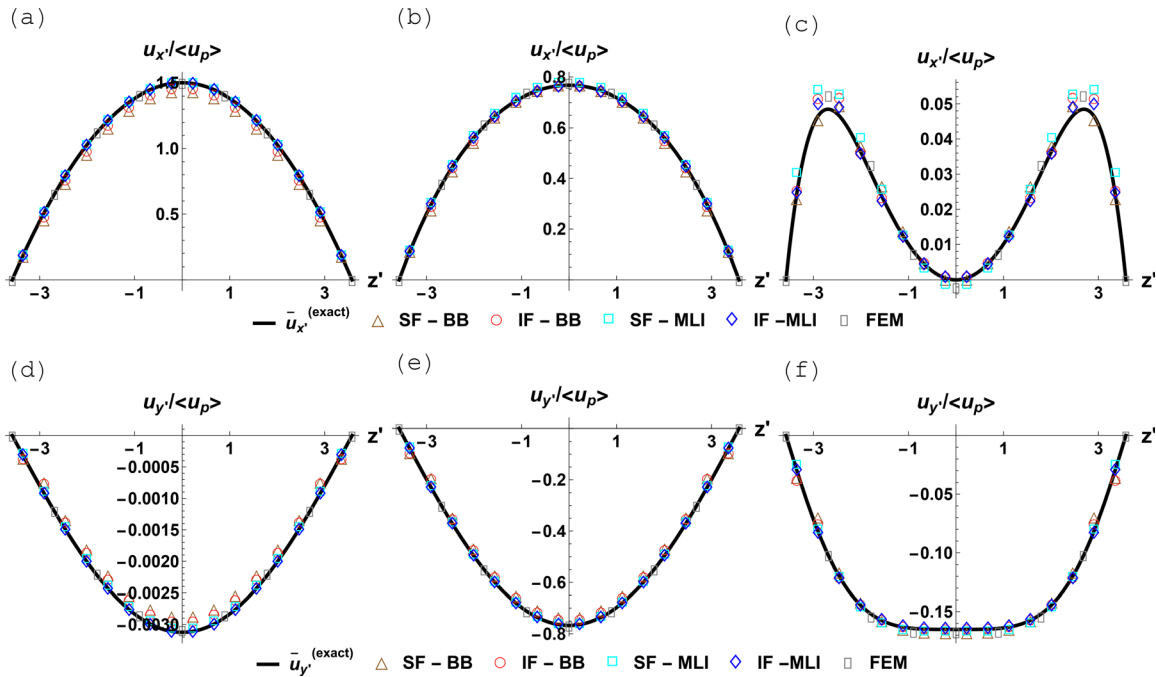 (a) (b) (c)
u_x'/<u_p> u_x'/<u_p> u_x'/<u_p>
1.5 0.8 0.05
0.04
1.0 0.6 0.03
0.4 0.02
0.5 0.2 0.01
−3 −1 1 3 z' −3 −1 1 3 z' −3 −1 1 3 z'
ū_x'^(exact) SF − BB IF − BB SF − MLI IF −MLI FEM
(d) (e) (f)
u_y'/<u_p> u_y'/<u_p> u_y'/<u_p>
−3 −1 1 3 z' −3 −1 1 3 z' −3 −1 1 3 z'
−0.0005 −0.2 −0.05
−0.0010
−0.0015 −0.4 −0.10
−0.0020
−0.0025 −0.6 −0.15
−0.0030 −0.8
ū_y'^(exact) SF − BB IF − BB SF − MLI IF −MLI FEM